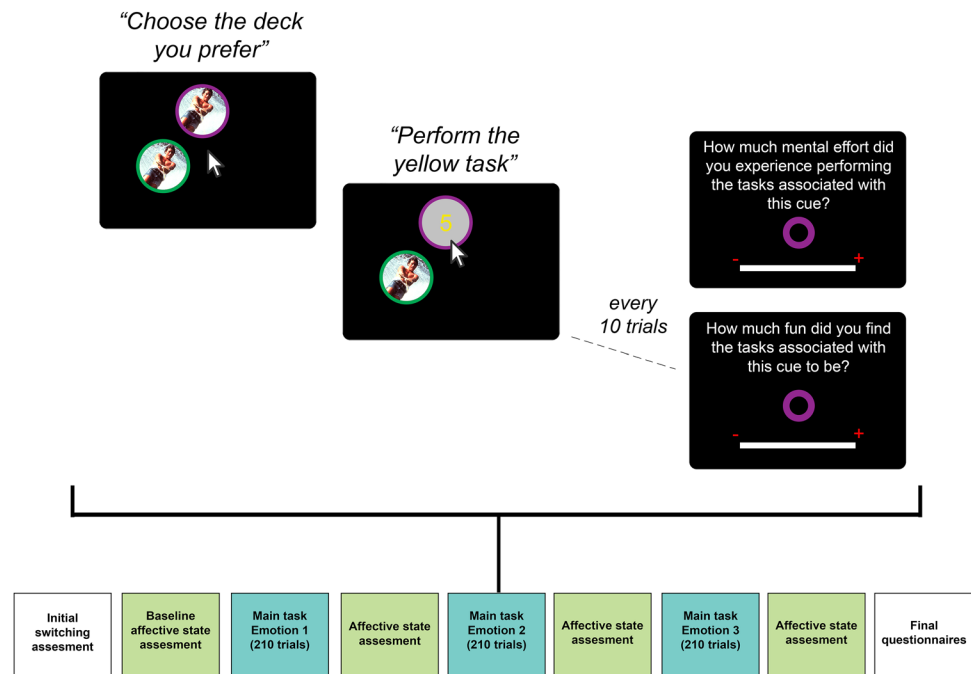 “Choose the deck
you prefer”
“Perform the
yellow task”
5
every
10 trials
How much mental effort did
you experience performing
the tasks associated with
this cue?
- +
How much fun did you find
the tasks associated with
this cue to be?
- +
Initial
switching
assesment
Baseline
affective state
assesment
Main task
Emotion 1
(210 trials)
Affective state
assesment
Main task
Emotion 2
(210 trials)
Affective state
assesment
Main task
Emotion 3
(210 trials)
Affective state
assesment
Final
questionnaires